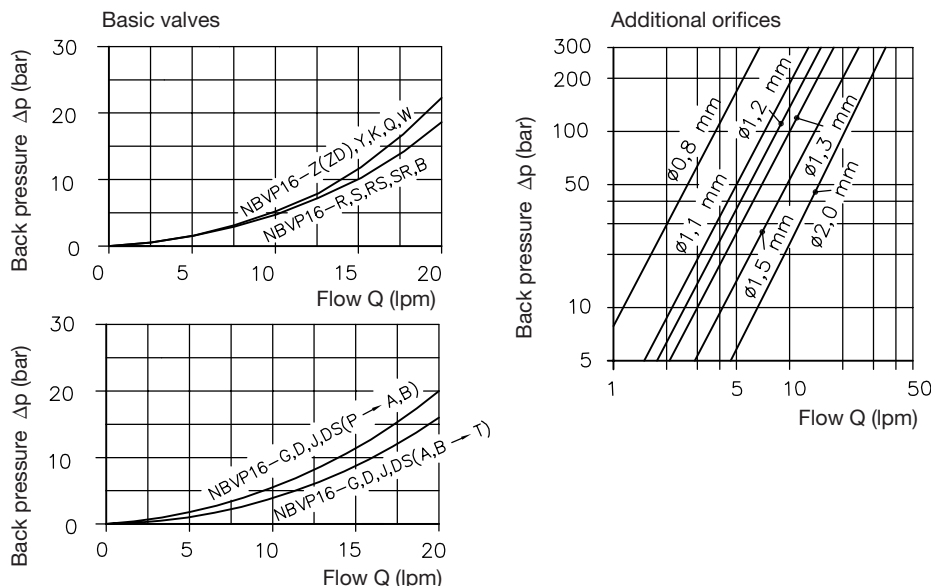 Basic valves
Back pressure Δp (bar)
30
20
10
0
NBVP16-Z(ZD),Y,K,Q,W
NBVP16-R,S,RS,SR,B
0
5
10
15
20
Flow Q (lpm)
Back pressure Δp (bar)
30
20
10
0
NBVP16-G,D,J,DS(P → A,B)
NBVP16-G,D,J,DS(A,B → T)
0
5
10
15
20
Flow Q (lpm)
Additional orifices
Back pressure Δp (bar)
300
200
100
50
10
5
ø0,8 mm
ø1,1 mm
ø1,2 mm
ø1,3 mm
ø1,5 mm
ø2,0 mm
1
5
10
50
Flow Q (lpm)